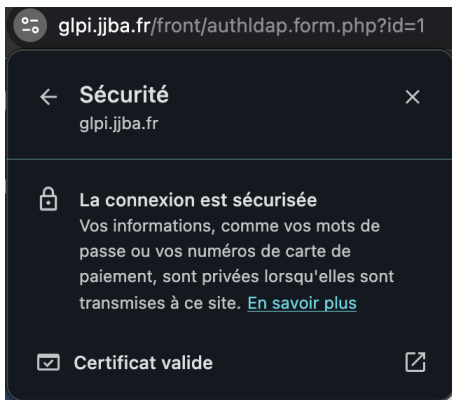 glpi.jjba.fr/front/authldap.form.php?id=1
Sécurité
glpi.jjba.fr
La connexion est sécurisée
Vos informations, comme vos mots de
passe ou vos numéros de carte de
paiement, sont privées lorsqu'elles sont
transmises à ce site. En savoir plus
Certificat valide